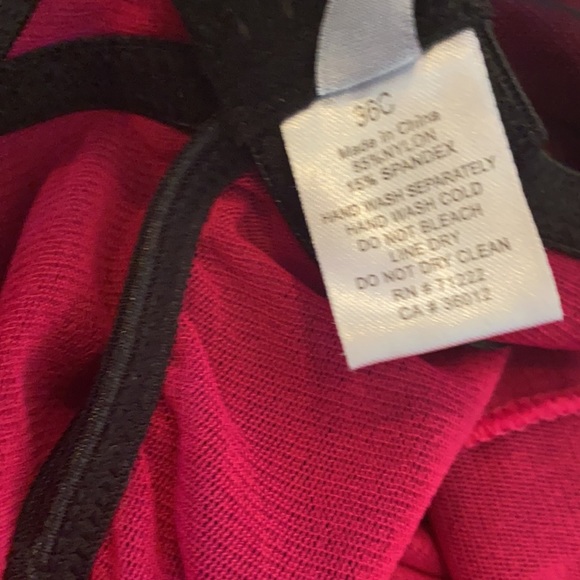 36C
Made in China
85%NYLON
15% SPANDEX
HAND WASH SEPARATELY
HAND WASH COLD
DO NOT BLEACH
LINE DRY
DO NOT DRY CLEAN
RN # 71222
CA # 36012